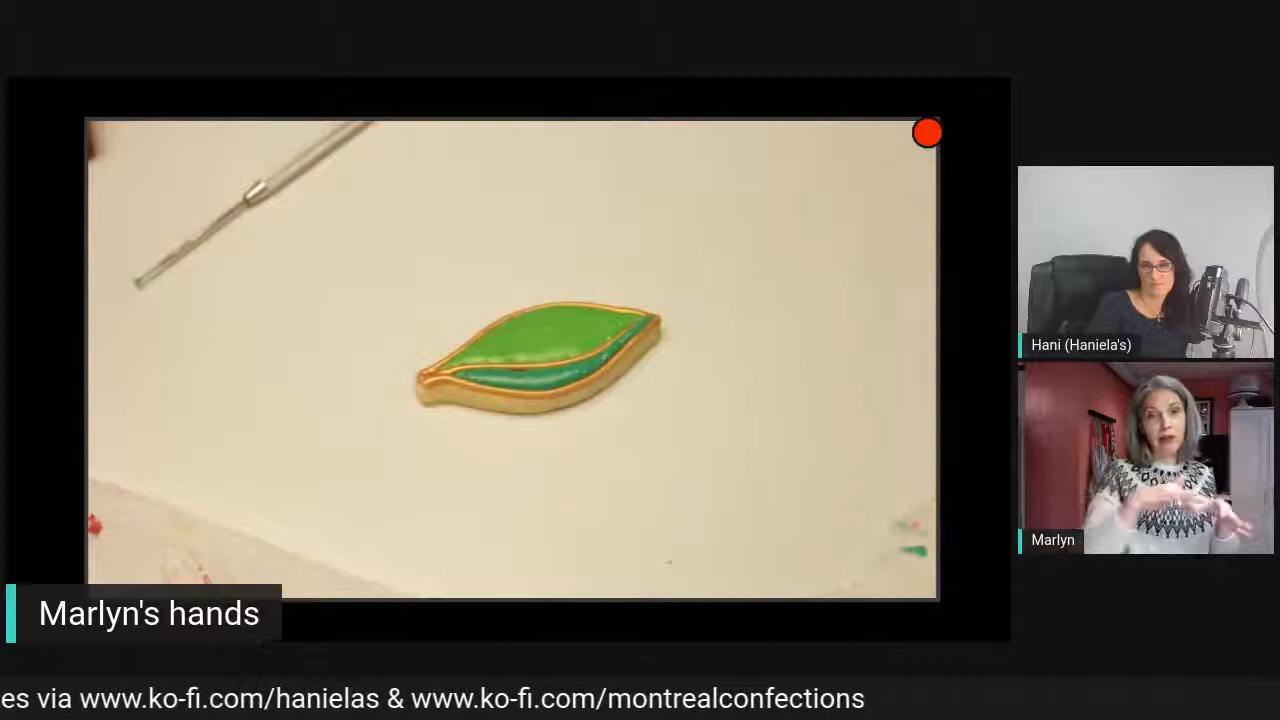 Hani (Haniela's)
Marlyn
Marlyn's hands
es via www.ko-fi.com/hanielas & www.ko-fi.com/montrealconfections